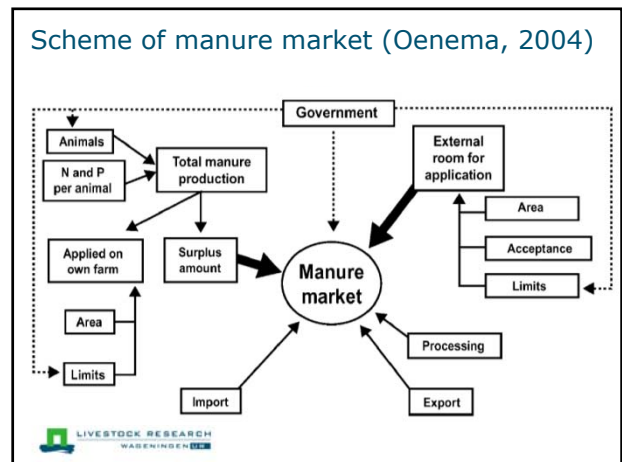 Scheme of manure market (Oenema, 2004)
Government
Animals
N and P
per animal
Total manure
production
External
room for
application
Area
Acceptance
Limits
Applied on
own farm
Surplus
amount
Manure
market
Area
Limits
Processing
Import
Export
LIVESTOCK RESEARCH
WAGENINGEN UR